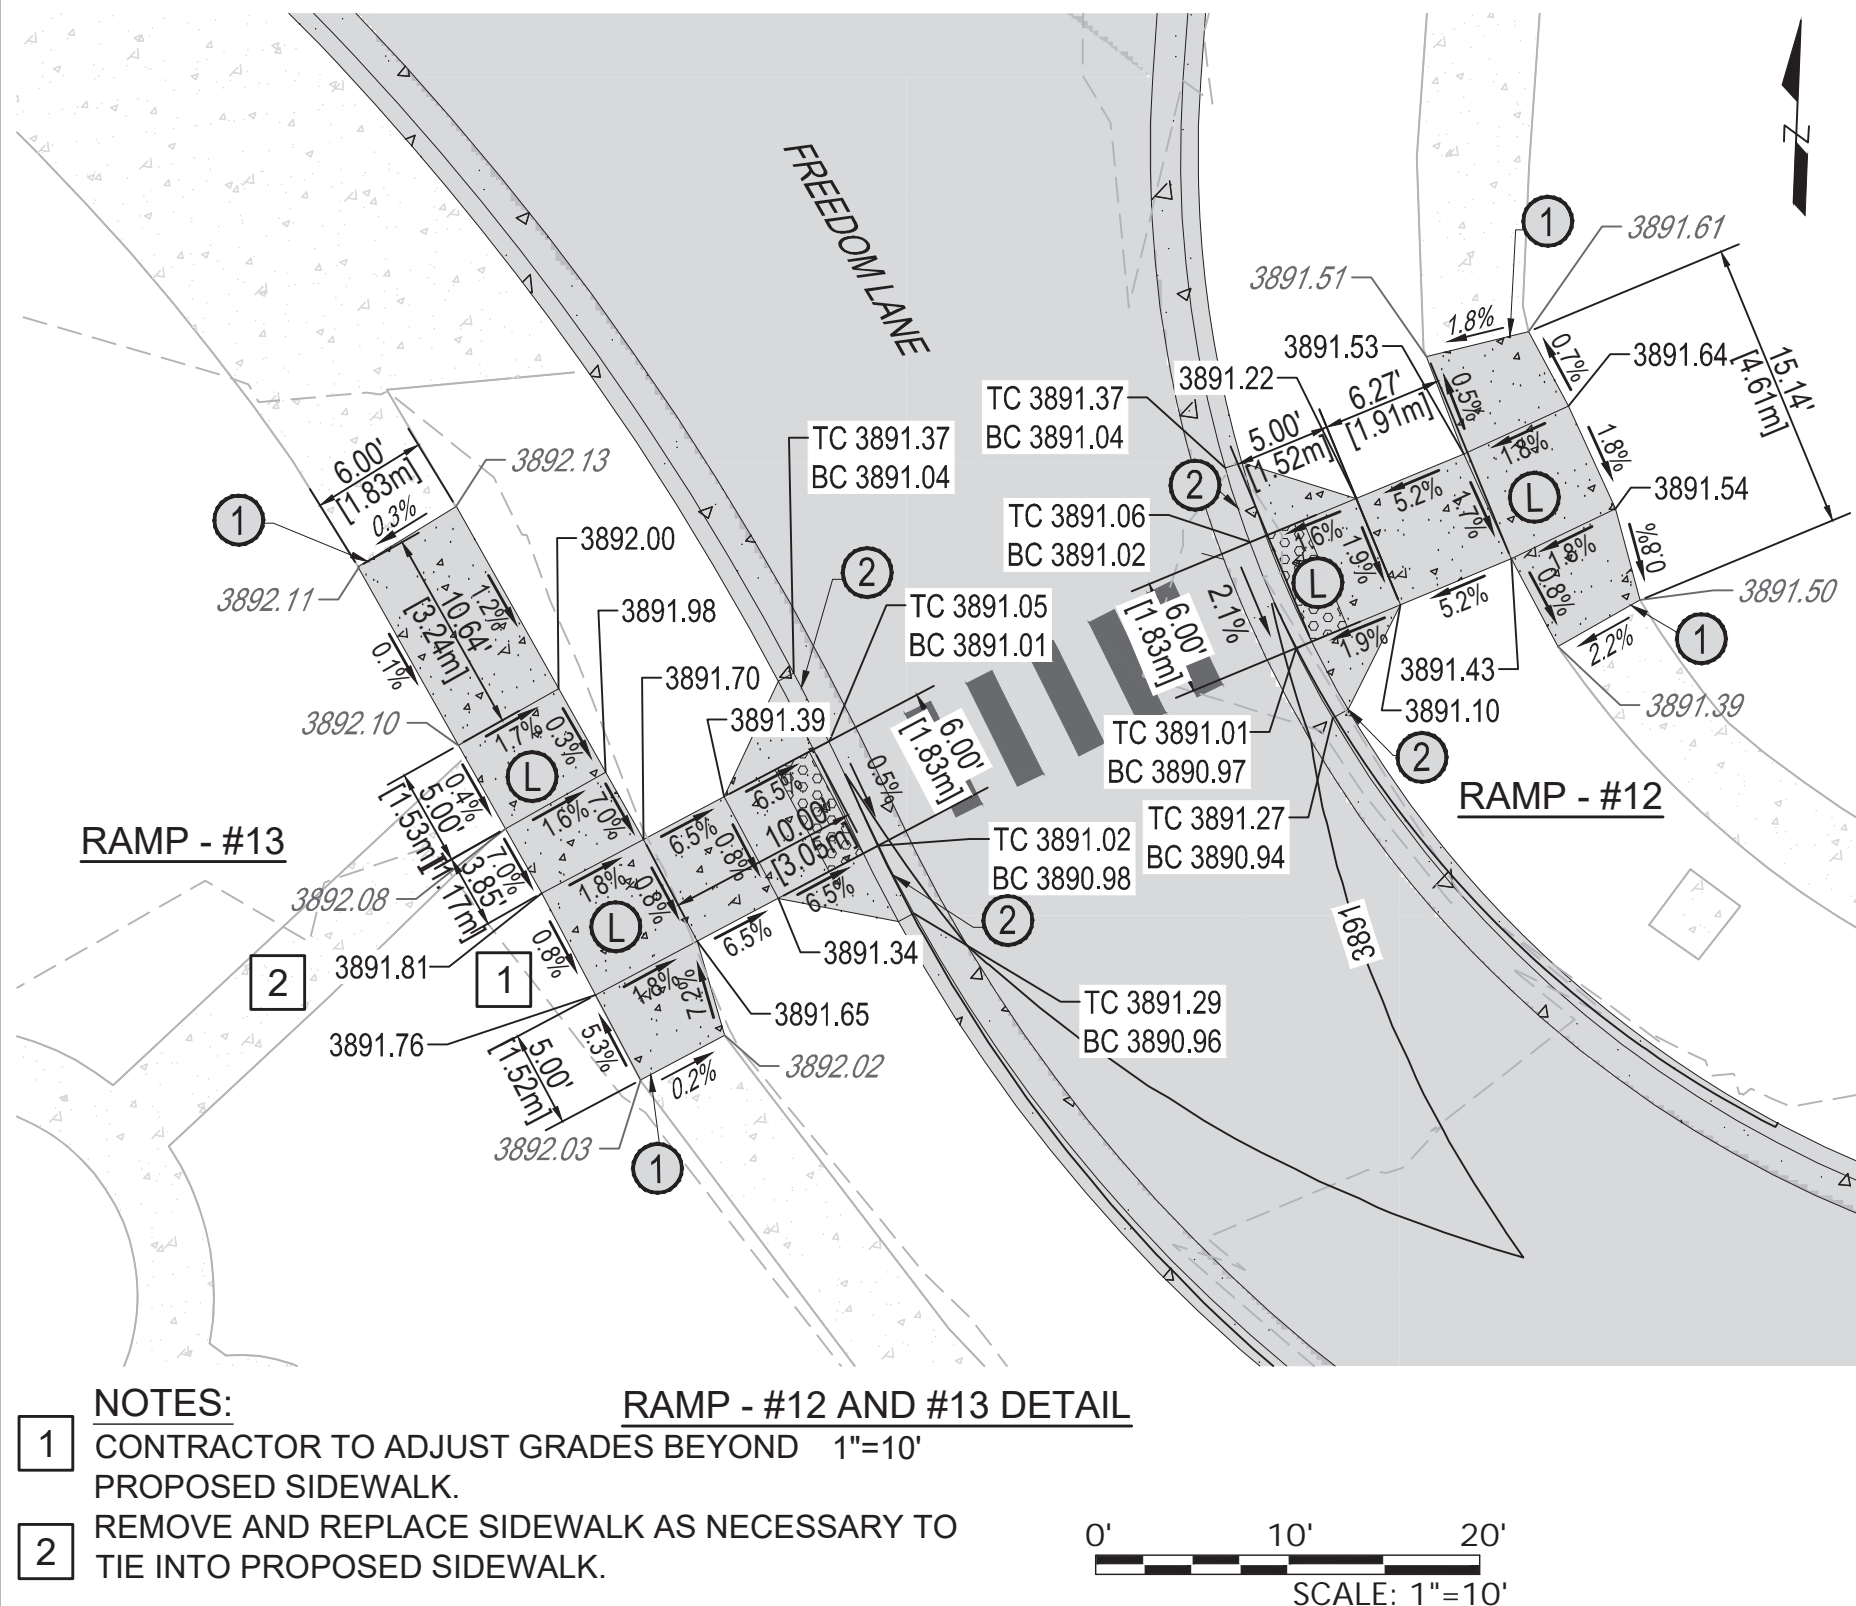 FREEDOM LANE
Z
1
3891.61
3891.51
1.8%
0.7%
3891.53
3891.64
15.14'
[4.61m]
3891.22
6.27'
[1.91m]
0.5%
TC 3891.37
BC 3891.04
5.00'
[1.52m]
1.8%
1.8%
TC 3891.37
BC 3891.04
6.00'
[1.83m]
3892.13
0.3%
1
2
5.2%
1.7%
L
3891.54
TC 3891.06
BC 3891.02
1.6%
1.9%
1.8%
0.8%
3892.00
2
L
0.8%
5.2%
3891.50
3892.11
1.2%
10.64'
[3.24m]
3891.98
TC 3891.05
BC 3891.01
6.00'
[1.83m]
2.1%
1.9%
2.2%
1
0.1%
3891.70
3891.43
3891.39
3892.10
1.7%
0.3%
3891.39
6.00'
[1.83m]
TC 3891.01
BC 3890.97
3891.10
L
0.4%
5.00'
[1.53m]
0.5%
2
RAMP - #12
RAMP - #13
1.6%
7.0%
6.5%
6.5%
10.00'
[3.05m]
0.8%
TC 3891.27
BC 3890.94
TC 3891.02
BC 3890.98
7.0%
3.85'
[1.17m]
3892.08
1.8%
0.8%
6.5%
L
2
3891
3891.81
0.8%
6.5%
3891.34
2
1
1.8%
7.2%
3891.65
TC 3891.29
BC 3890.96
3891.76
5.3%
5.00'
[1.52m]
0.2%
3892.02
3892.03
1
NOTES:
RAMP - #12 AND #13 DETAIL
1"=10'
1
CONTRACTOR TO ADJUST GRADES BEYOND
PROPOSED SIDEWALK.
2
REMOVE AND REPLACE SIDEWALK AS NECESSARY TO
TIE INTO PROPOSED SIDEWALK.
0' 10' 20'
SCALE: 1"=10'